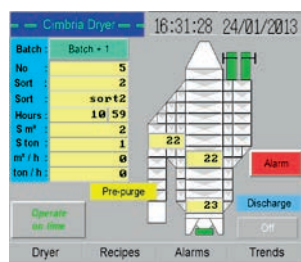 Cimbria Dryer
16:31:28 24/01/2013
Batch : Batch + 1
No : 5
Sort : 2
Sort : sort2
Hours : 10 59
S m³ : 2
S ton : 1
m³ / h : 0
ton / h : 0
22
22
23
Alarm
Pre-purge
Discharge
Off
Operate
on time
Dryer
Recipes
Alarms
Trends